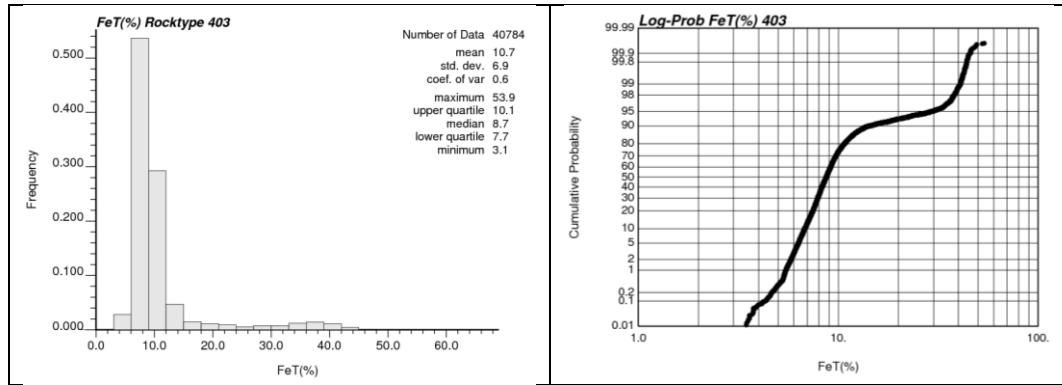 FeT(%) Rocktype 403
Number of Data 40784
mean 10.7
std. dev. 6.9
coef. of var 0.6
maximum 53.9
upper quartile 10.1
median 8.7
lower quartile 7.7
minimum 3.1
Frequency
0.500
0.400
0.300
0.200
0.100
0.000
0.0 10.0 20.0 30.0 40.0 50.0 60.0
FeT(%)
Log-Prob FeT(%) 403
Cumulative Probability
99.99
99.9
99.8
99
98
95
90
80
70
60
50
40
30
20
10
5
2
1
0.2
0.1
0.01
1.0 10. 100.
FeT(%)